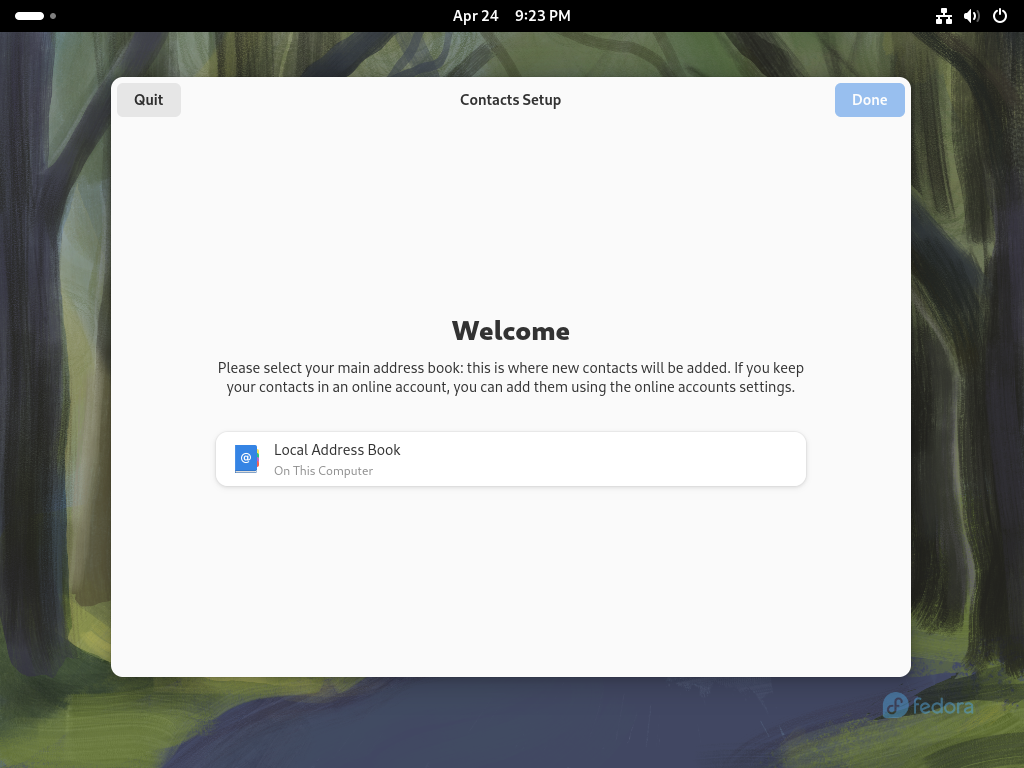 Apr 24 9:23 PM
Quit
Contacts Setup
Done
Welcome
Please select your main address book: this is where new contacts will be added. If you keep
your contacts in an online account, you can add them using the online accounts settings.
@
Local Address Book
On This Computer
fedora